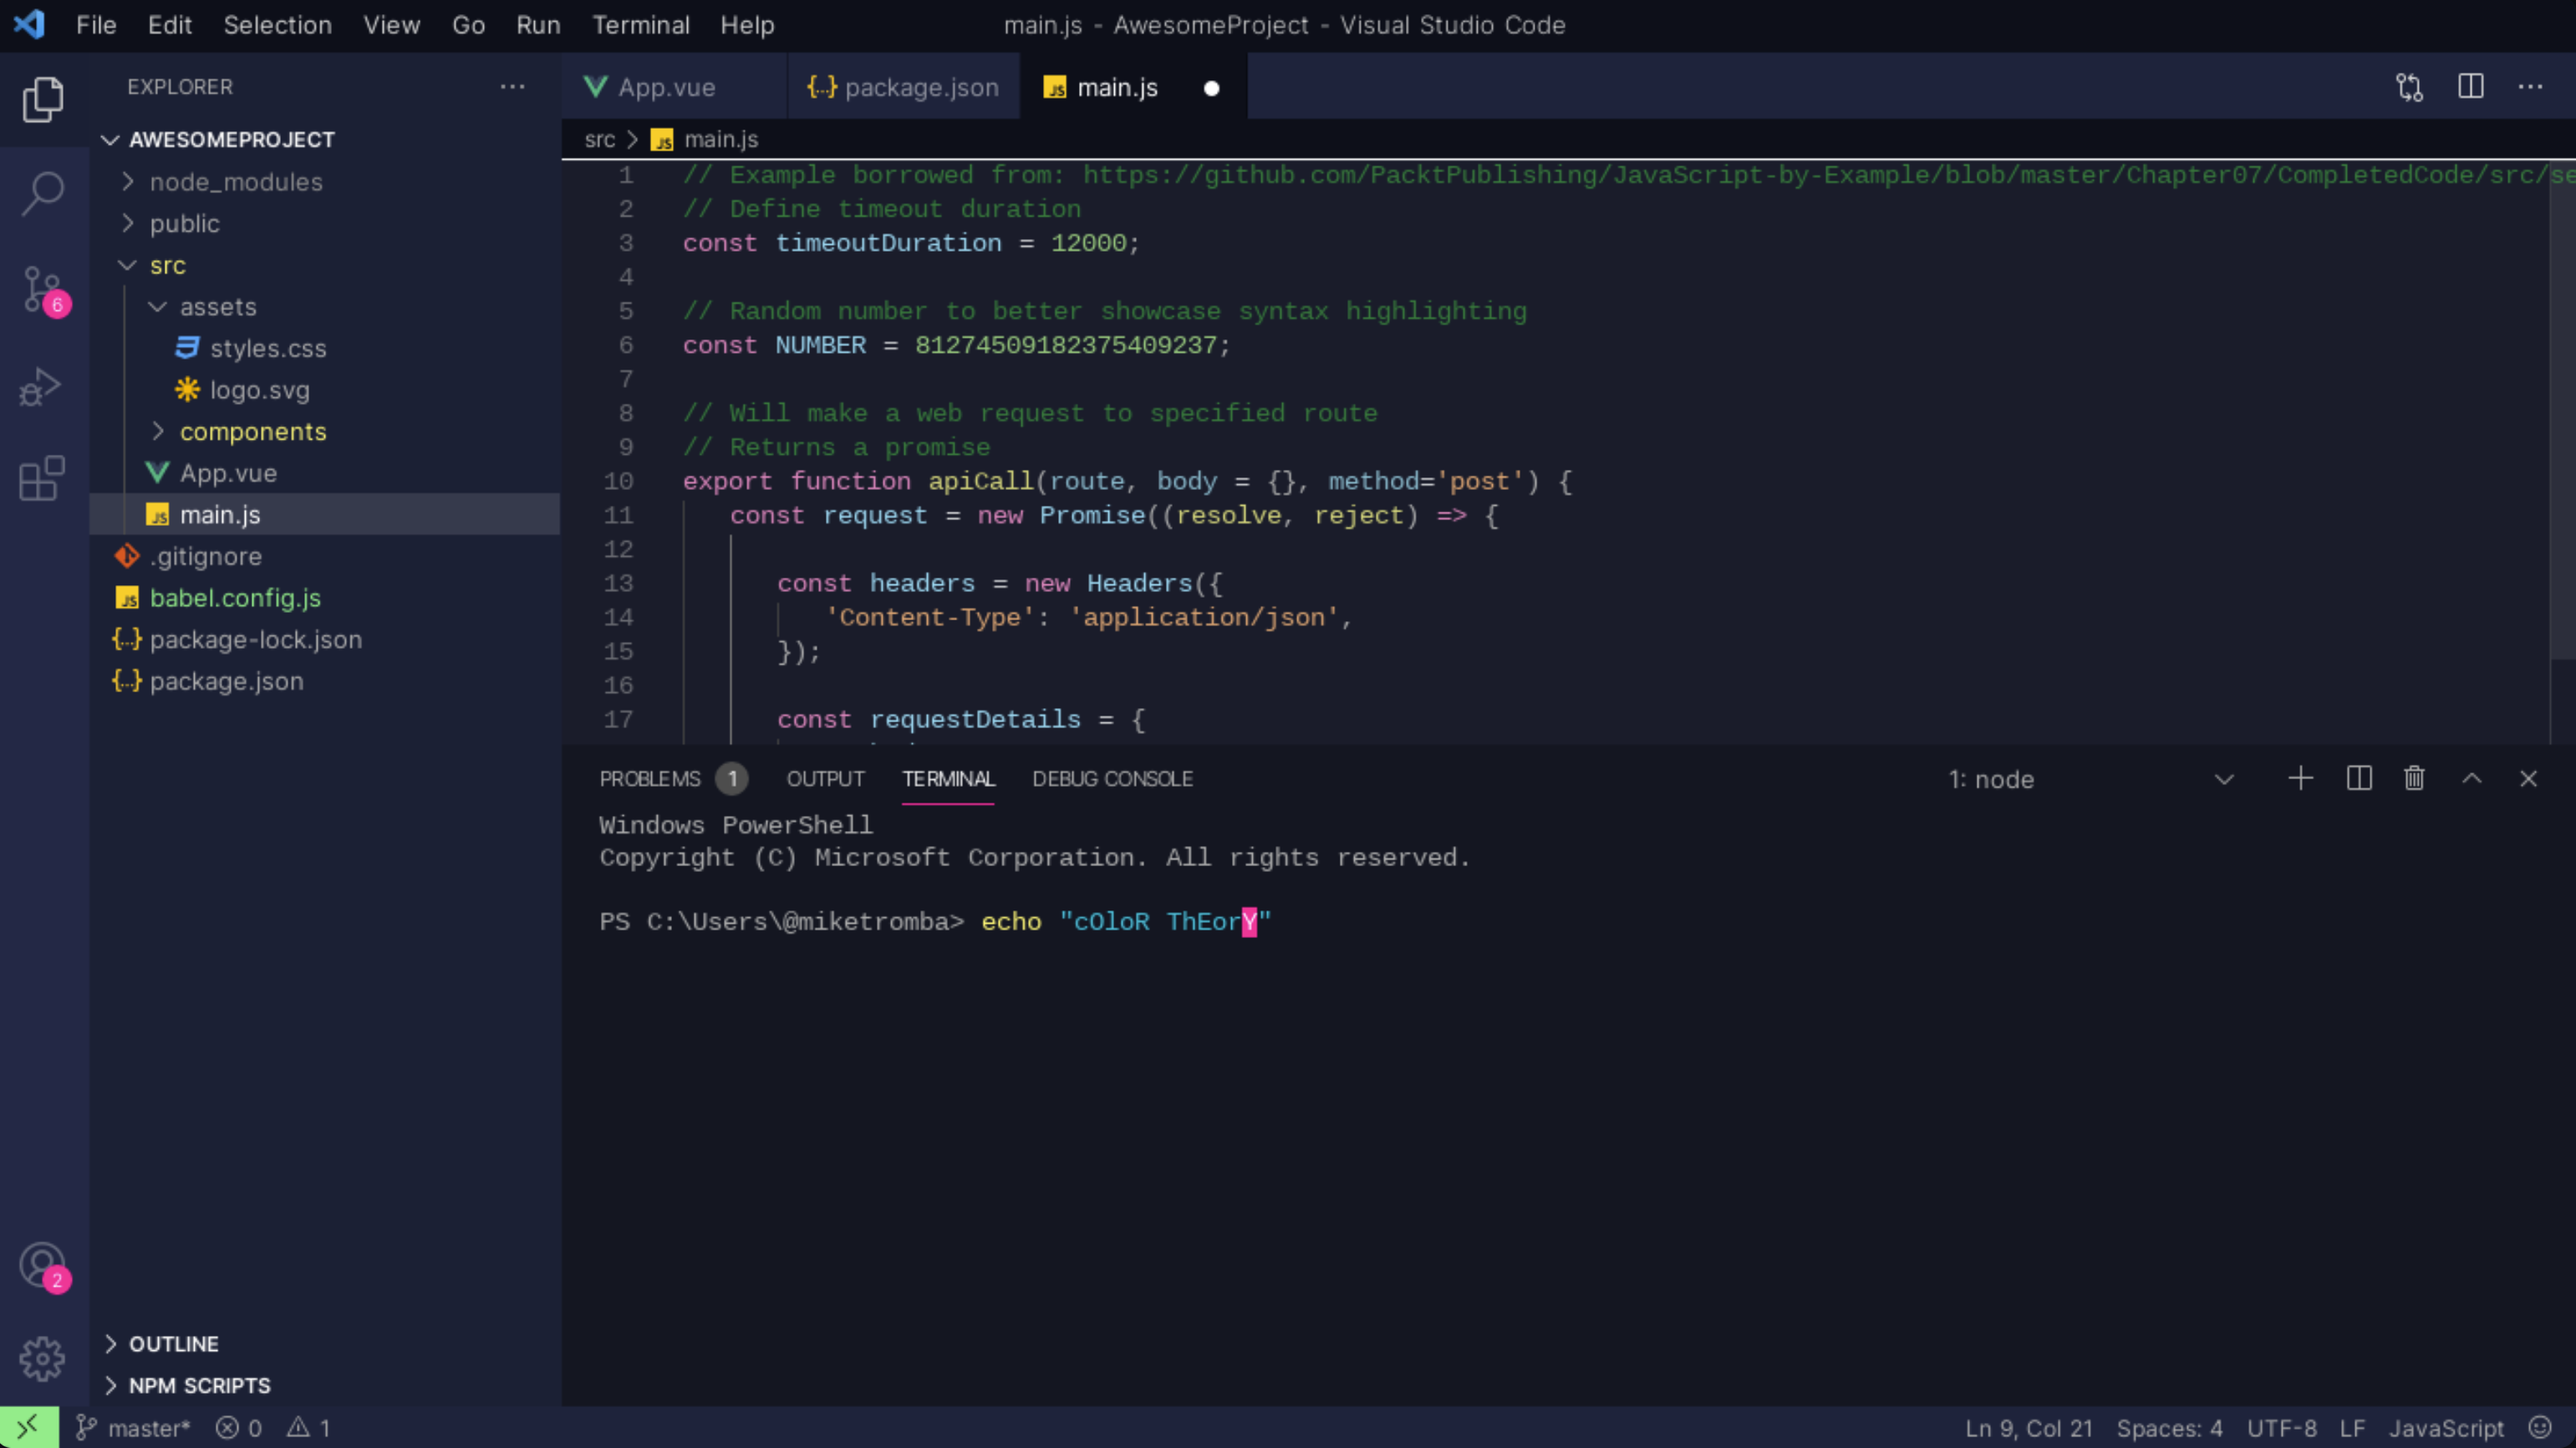 File Edit Selection View Go Run Terminal Help
main.js - AwesomeProject - Visual Studio Code
EXPLORER
AWESOMEPROJECT
node_modules
public
src
assets
styles.css
logo.svg
components
App.vue
main.js
.gitignore
babel.config.js
package-lock.json
package.json
OUTLINE
NPM SCRIPTS
6
2
App.vue
package.json
main.js
src > main.js
1 // Example borrowed from: https://github.com/PacktPublishing/JavaScript-by-Example/blob/master/Chapter07/CompletedCode/src/se
2 // Define timeout duration
3 const timeoutDuration = 12000;
4
5 // Random number to better showcase syntax highlighting
6 const NUMBER = 81274509182375409237;
7
8 // Will make a web request to specified route
9 // Returns a promise
10 export function apiCall(route, body = {}, method='post') {
11 const request = new Promise((resolve, reject) => {
12
13 const headers = new Headers({
14 'Content-Type': 'application/json',
15 });
16
17 const requestDetails = {
PROBLEMS 1 OUTPUT TERMINAL DEBUG CONSOLE
1: node
Windows PowerShell
Copyright (C) Microsoft Corporation. All rights reserved.
PS C:\Users\@miketromba> echo "cOloR ThEorY"
master* 0 1
Ln 9, Col 21 Spaces: 4 UTF-8 LF JavaScript